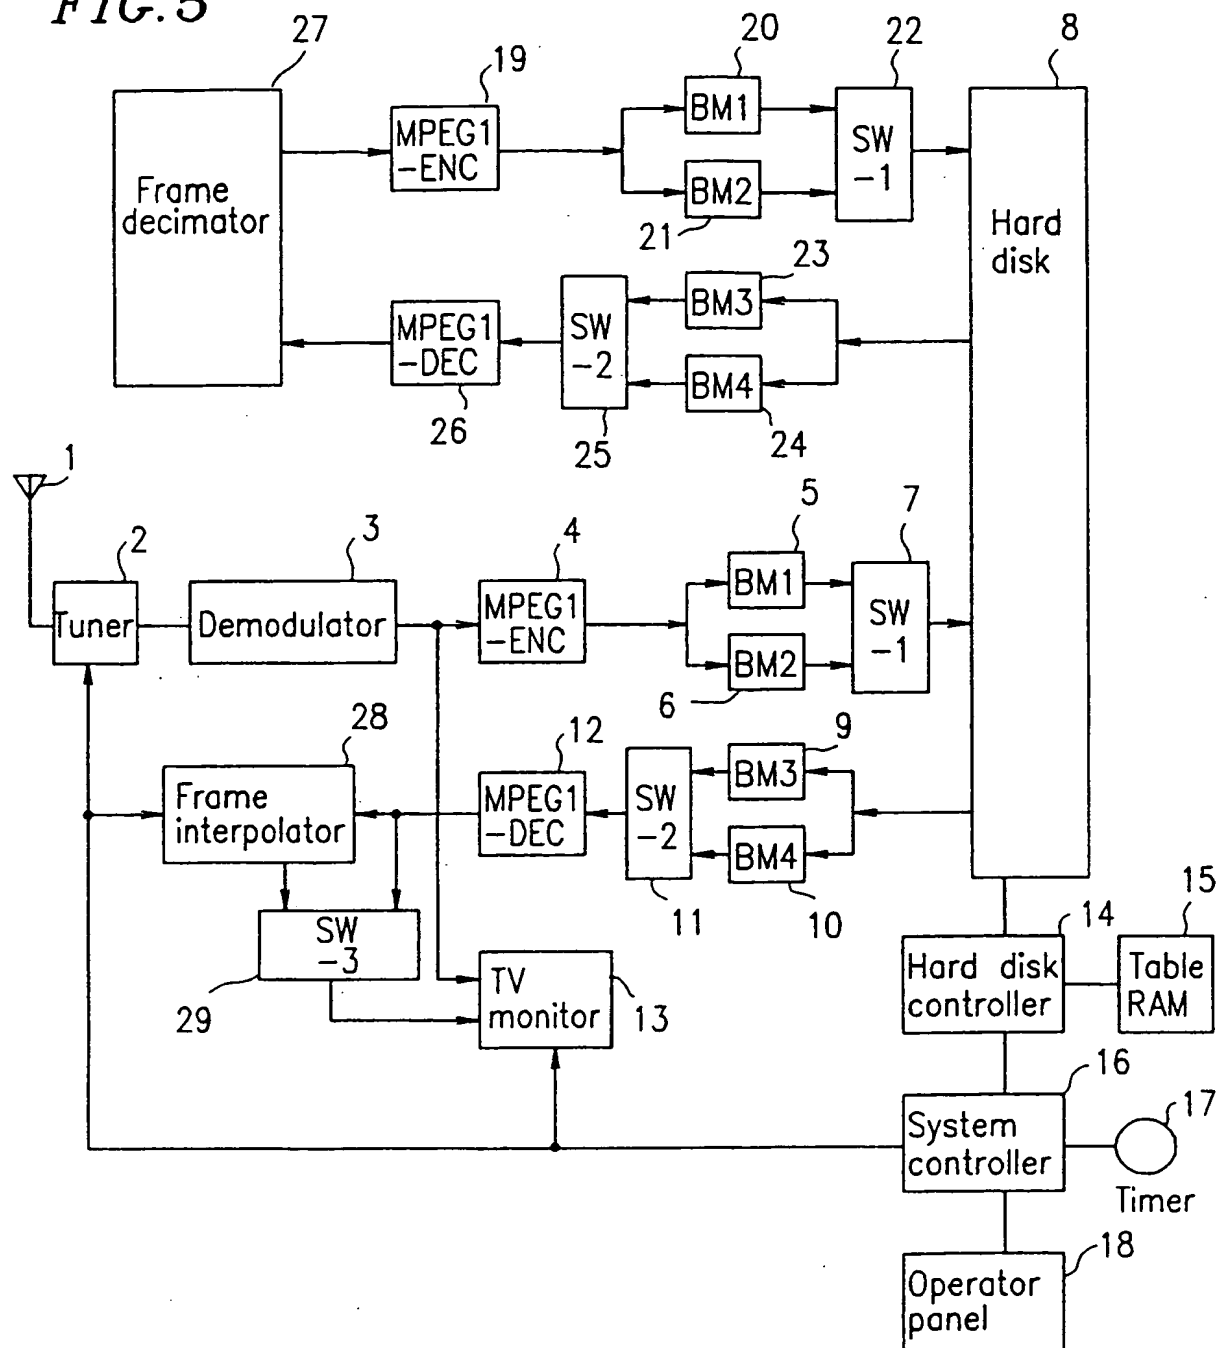 FIG. 5
27
19
20
22
8
MPEG1
-ENC
BM1
SW
-1
Frame
decimator
BM2
Hard
disk
21
23
MPEG1
-DEC
SW
-2
BM3
BM4
26
25
24
1
2
3
4
5
7
Tuner
Demodulator
MPEG1
-ENC
BM1
SW
-1
BM2
6
28
12
9
Frame
interpolator
MPEG1
-DEC
SW
-2
BM3
BM4
11
10
14
15
SW
-3
29
TV
monitor
13
Hard disk
controller
Table
RAM
16
17
System
controller
Timer
18
Operator
panel